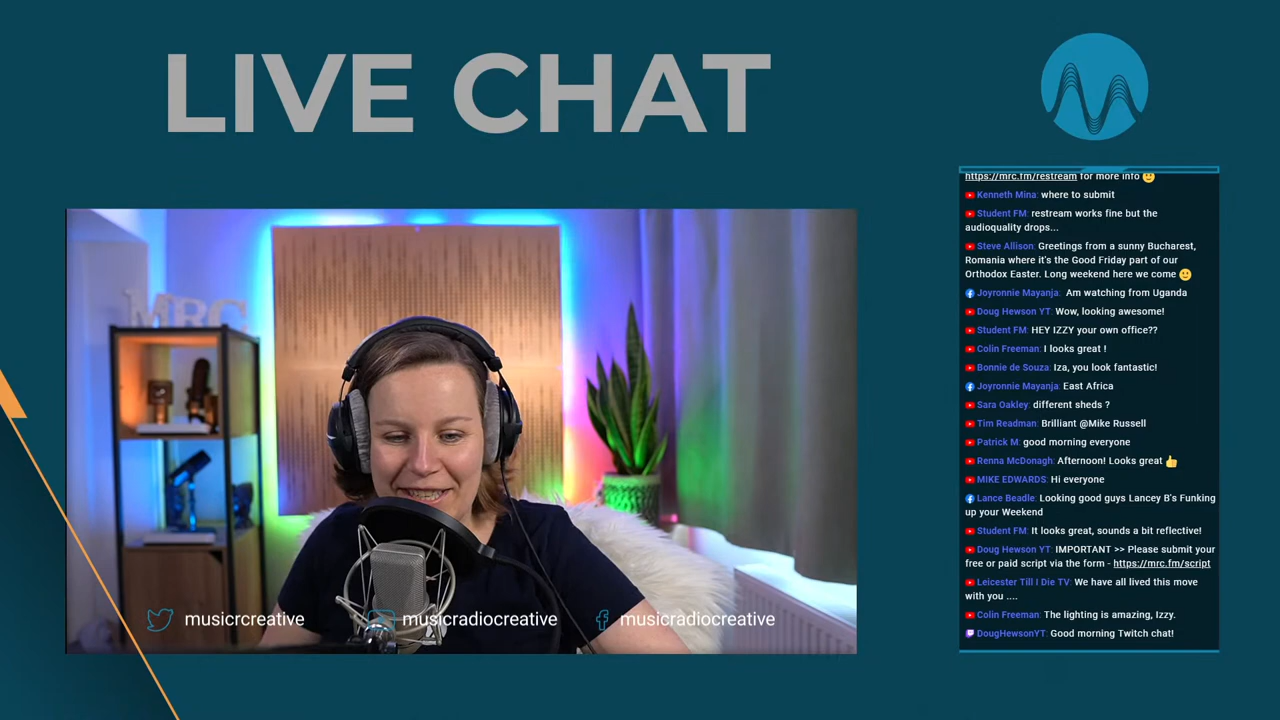 LIVE CHAT
MRC
musicrcreative
musicradiocreative
musicradiocreative
https://mrc.fm/restream for more info 🙂
Kenneth Mina: where to submit
Student FM: restream works fine but the
audioquality drops...
Steve Allison: Greetings from a sunny Bucharest,
Romania where it's the Good Friday part of our
Orthodox Easter. Long weekend here we come 🙂
Joyronnie Mayanja: Am watching from Uganda
Doug Hewson YT: Wow, looking awesome!
Student FM: HEY IZZY your own office??
Colin Freeman: I looks great !
Bonnie de Souza: Iza, you look fantastic!
Joyronnie Mayanja: East Africa
Sara Oakley: different sheds ?
Tim Readman: Brilliant @Mike Russell
Patrick M: good morning everyone
Renna McDonagh: Afternoon! Looks great 👍
MIKE EDWARDS: Hi everyone
Lance Beadle: Looking good guys Lancey B's Funking
up your Weekend
Student FM: It looks great, sounds a bit reflective!
Doug Hewson YT: IMPORTANT >> Please submit your
free or paid script via the form - https://mrc.fm/script
Leicester Till I Die TV: We have all lived this move
with you ....
Colin Freeman: The lighting is amazing, Izzy.
DougHewsonYT: Good morning Twitch chat!